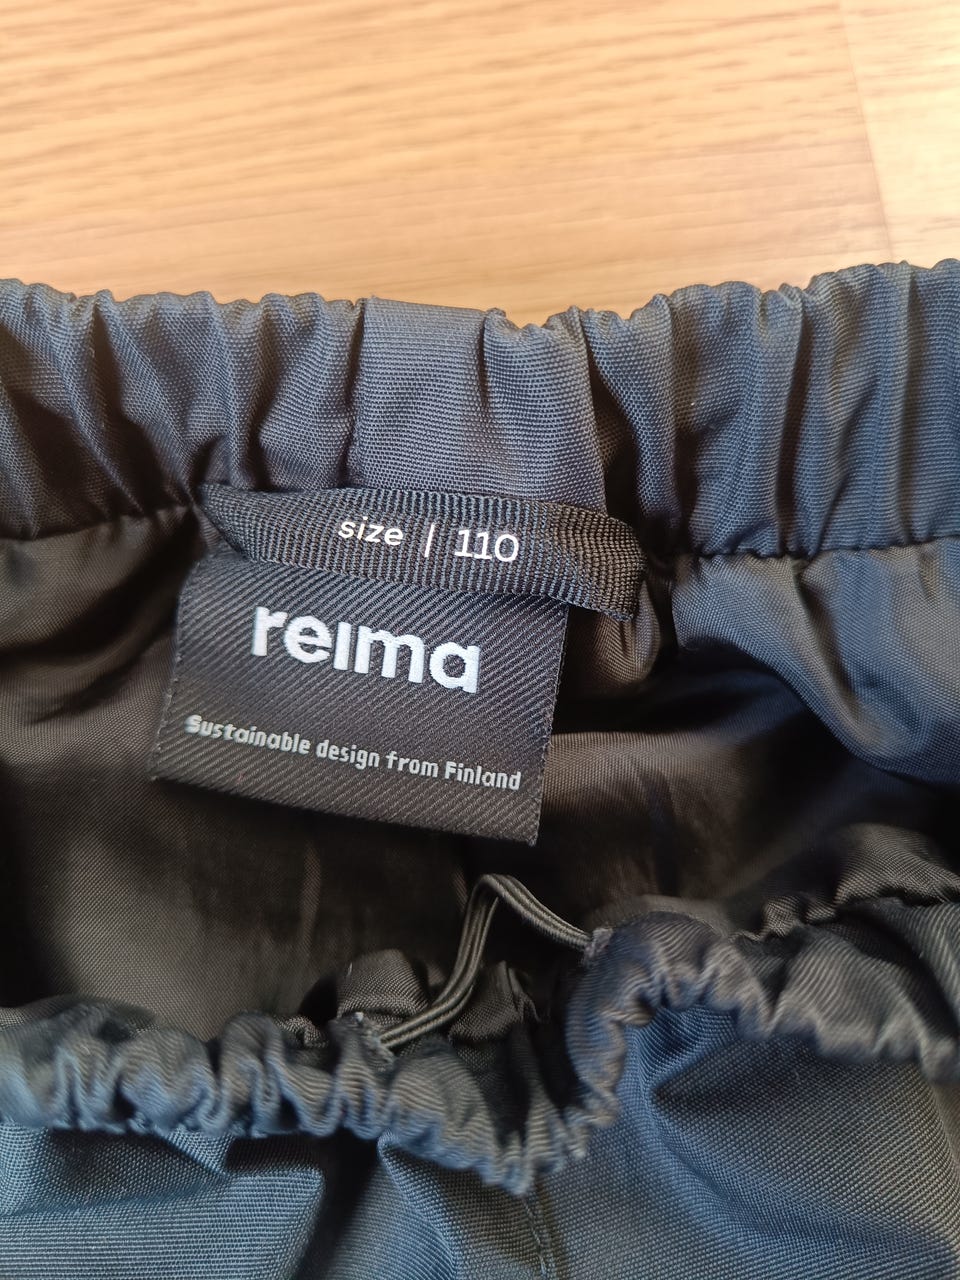 size | 110
reima
Sustainable design from Finland